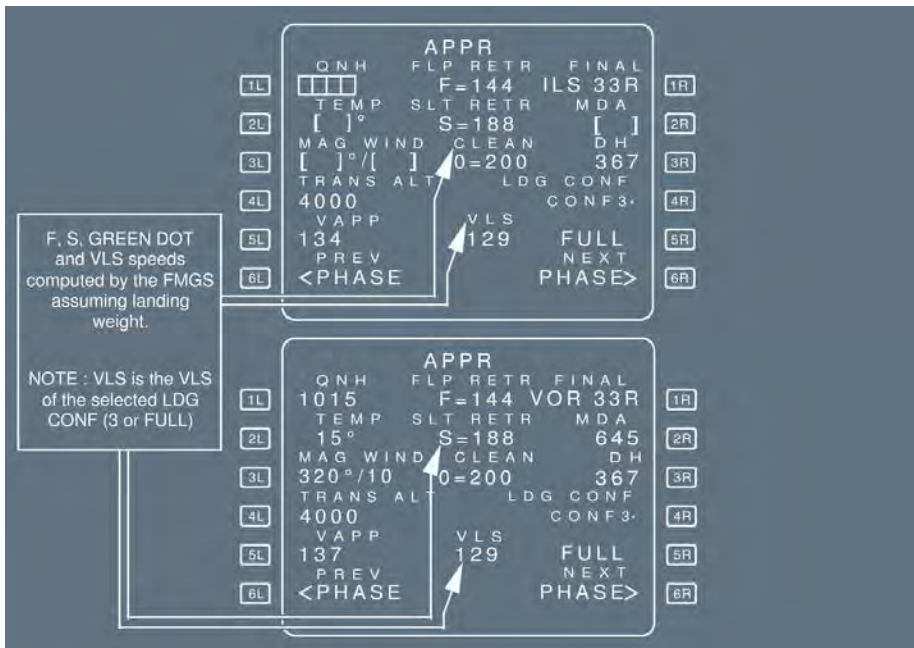 APPR
QNH FLP RETR FINAL
1L F=144 ILS 33R 1R
TEMP SLT RETR MDA
2L [ ]° S=188 [ ] 2R
MAG WIND CLEAN DH
3L [ ]°/[ ] 0=200 367 3R
TRANS ALT LDG CONF
4L 4000 CONF3· 4R
VAPP VLS
5L 134 129 FULL 5R
PREV NEXT
6L <PHASE PHASE> 6R
F, S, GREEN DOT
and VLS speeds
computed by the FMGS
assuming landing
weight.
NOTE : VLS is the VLS
of the selected LDG
CONF (3 or FULL)
APPR
QNH FLP RETR FINAL
1L 1015 F=144 VOR 33R 1R
TEMP SLT RETR MDA
2L 15° S=188 645 2R
MAG WIND CLEAN DH
3L 320°/10 0=200 367 3R
TRANS ALT LDG CONF
4L 4000 CONF3· 4R
VAPP VLS
5L 137 129 FULL 5R
PREV NEXT
6L <PHASE PHASE> 6R